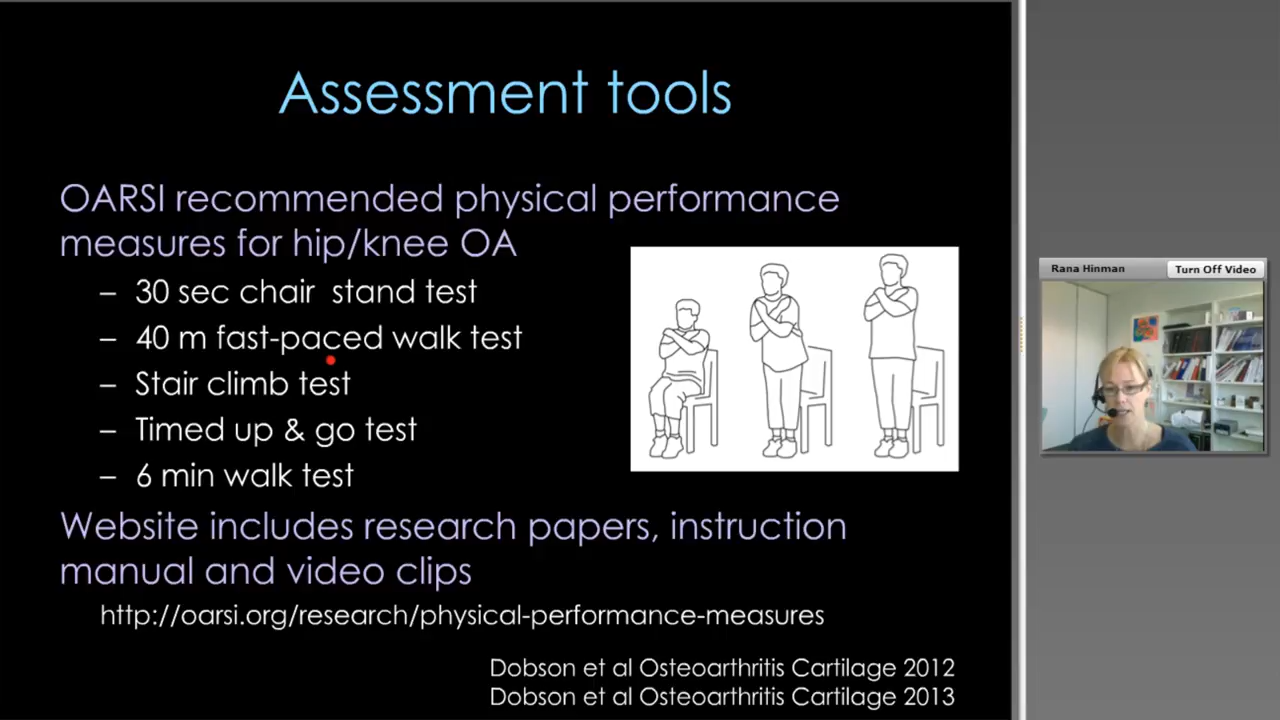 Assessment tools
OARSI recommended physical performance
measures for hip/knee OA
– 30 sec chair stand test
– 40 m fast-paced walk test
– Stair climb test
– Timed up & go test
– 6 min walk test
Website includes research papers, instruction
manual and video clips
http://oarsi.org/research/physical-performance-measures
Dobson et al Osteoarthritis Cartilage 2012
Dobson et al Osteoarthritis Cartilage 2013
Rana Hinman
Turn Off Video